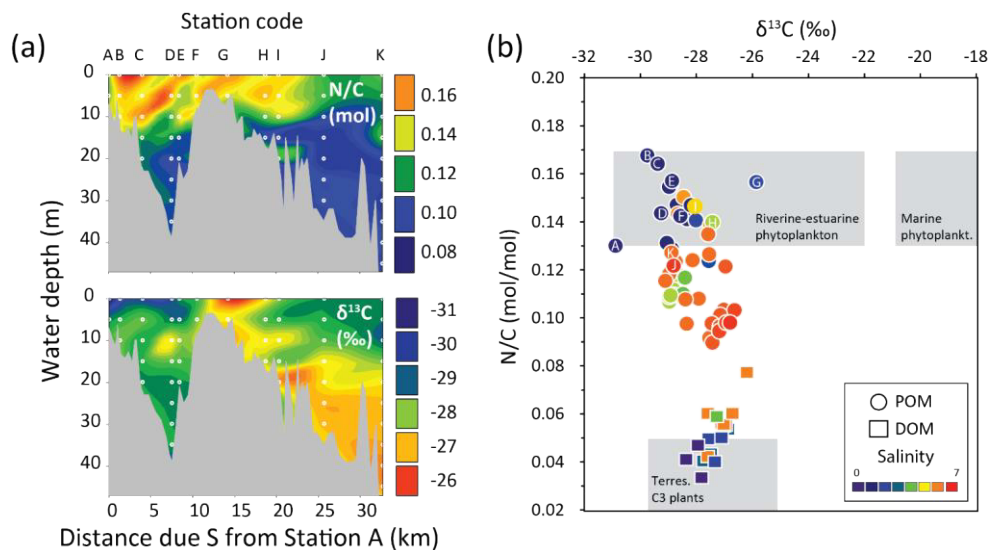 Station code
(a)
A B C D E F G H I J K
N/C
(mol)
0
10
20
30
40
0.16
0.14
0.12
0.10
0.08
Water depth (m)
δ13C
(‰)
0
10
20
30
40
-31
-30
-29
-28
-27
-26
0 5 10 15 20 25 30
Distance due S from Station A (km)
(b)
δ13C (‰)
-32 -30 -28 -26 -24 -22 -20 -18
N/C (mol/mol)
0.20
0.18
0.16
0.14
0.12
0.10
0.08
0.06
0.04
0.02
B
C
E
G
D
F
I
H
A
K
J
Riverine-estuarine
phytoplankton
Marine
phytoplankt.
Terres.
C3 plants
POM
DOM
Salinity
0 7